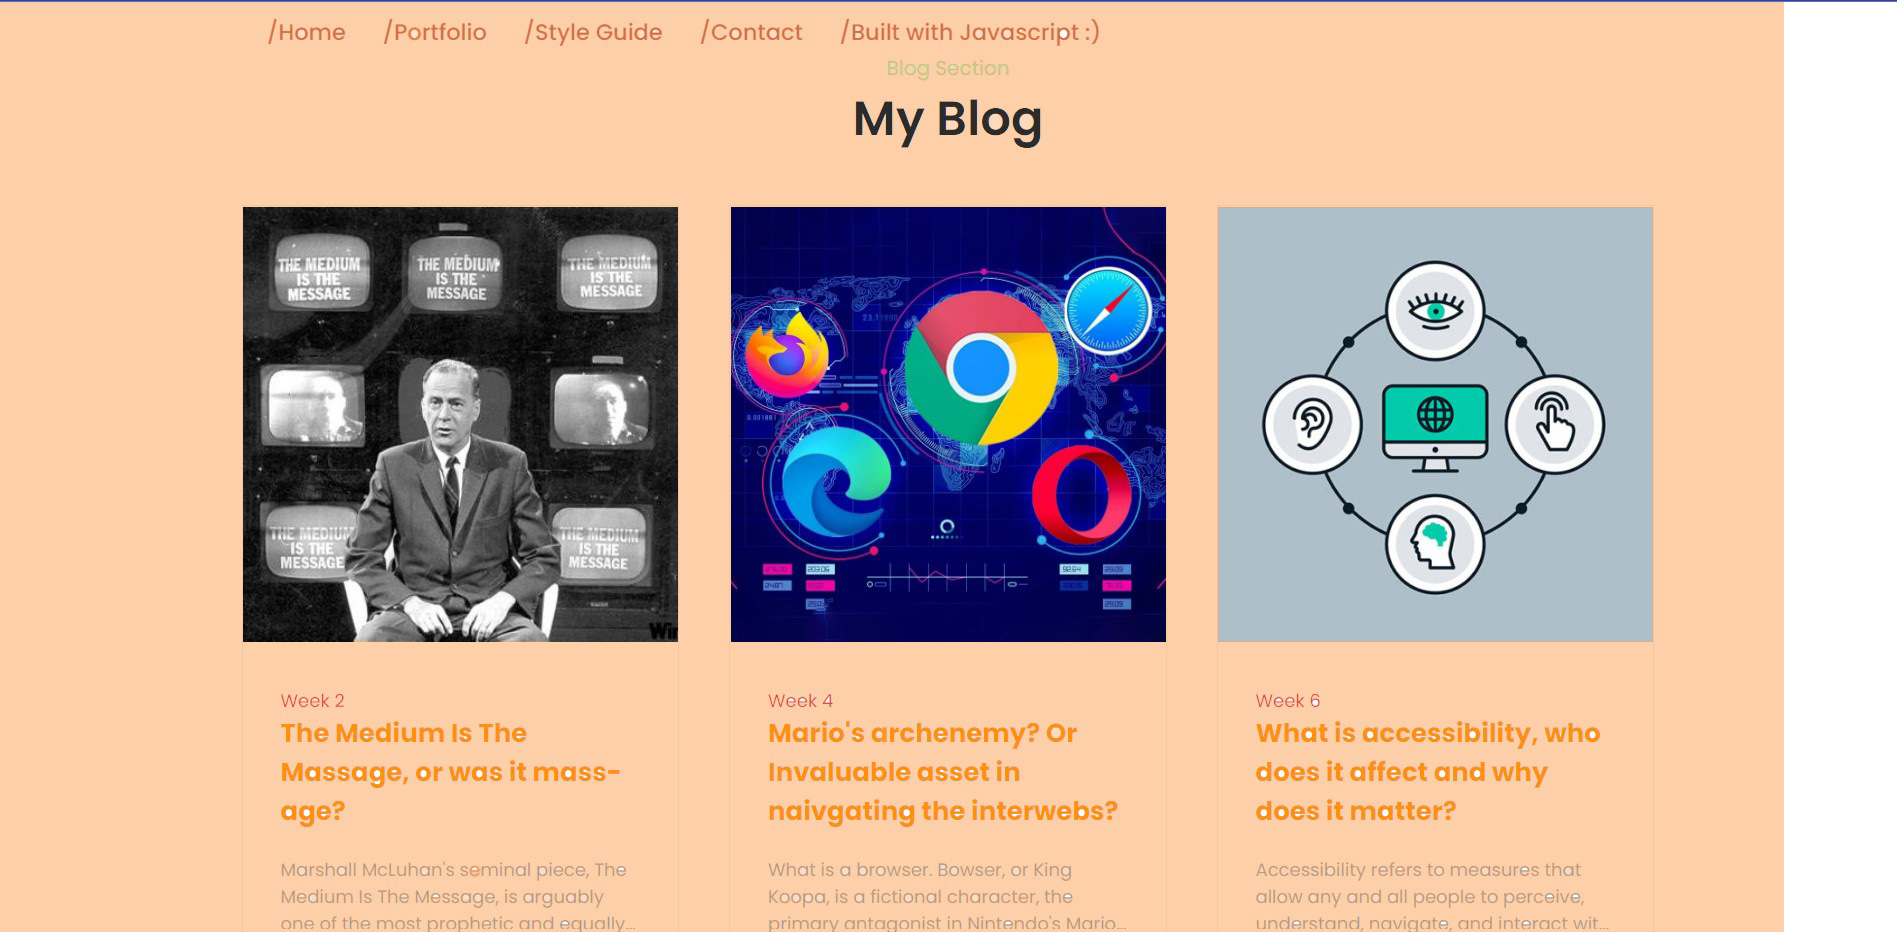 /Home /Portfolio /Style Guide /Contact /Built with Javascript :)
Blog Section
My Blog
THE MEDIUM
IS THE
MESSAGE
THE MEDIUM
IS THE
MESSAGE
THE MEDIUM
IS THE
MESSAGE
THE MEDIUM
IS THE
MESSAGE
THE MEDIUM
IS THE
MESSAGE
Week 2
The Medium Is The
Massage, or was it mass-
age?
Marshall McLuhan's seminal piece, The
Medium Is The Message, is arguably
one of the most prophetic and equally...
Week 4
Mario's archenemy? Or
Invaluable asset in
naivgating the interwebs?
What is a browser. Bowser, or King
Koopa, is a fictional character, the
primary antagonist in Nintendo's Mario...
Week 6
What is accessibility, who
does it affect and why
does it matter?
Accessibility refers to measures that
allow any and all people to perceive,
understand, navigate, and interact wit...